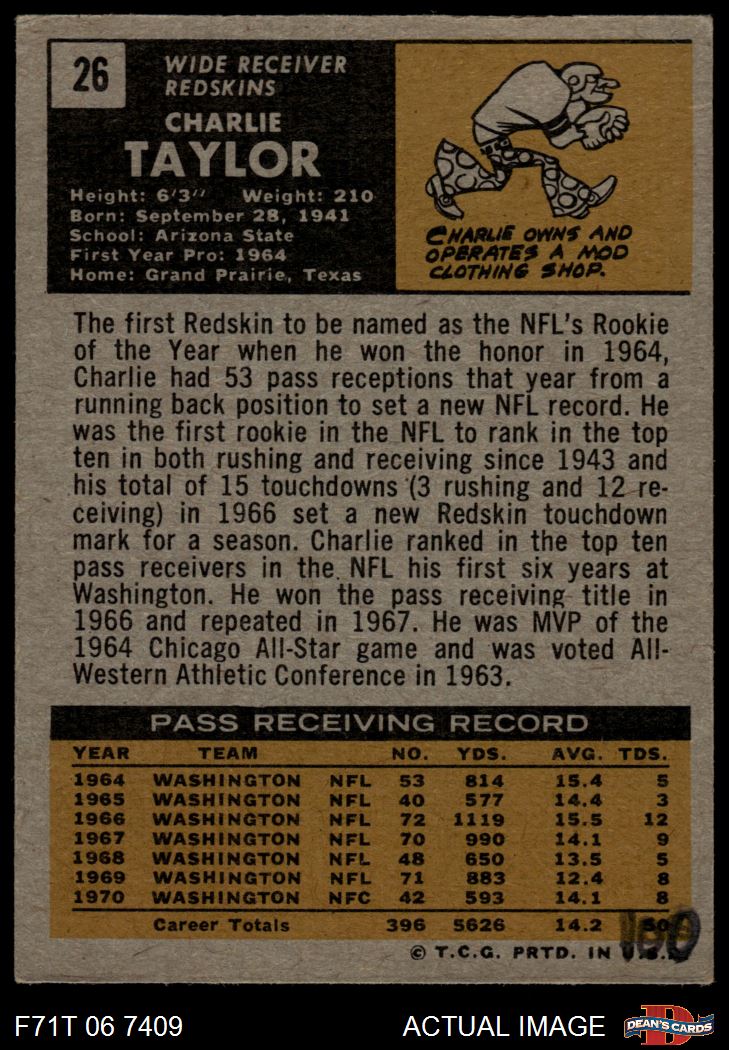 26
WIDE RECEIVER
REDSKINS
CHARLIE
TAYLOR
Height: 6'3" Weight: 210
Born: September 28, 1941
School: Arizona State
First Year Pro: 1964
Home: Grand Prairie, Texas
CHARLIE OWNS AND
OPERATES A MOD
CLOTHING SHOP.
The first Redskin to be named as the NFL's Rookie
of the Year when he won the honor in 1964,
Charlie had 53 pass receptions that year from a
running back position to set a new NFL record. He
was the first rookie in the NFL to rank in the top
ten in both rushing and receiving since 1943 and
his total of 15 touchdowns (3 rushing and 12 re-
ceiving) in 1966 set a new Redskin touchdown
mark for a season. Charlie ranked in the top ten
pass receivers in the NFL his first six years at
Washington. He won the pass receiving title in
1966 and repeated in 1967. He was MVP of the
1964 Chicago All-Star game and was voted All-
Western Athletic Conference in 1963.
PASS RECEIVING RECORD
YEAR TEAM NO. YDS. AVG. TDS.
1964 WASHINGTON NFL 53 814 15.4 5
1965 WASHINGTON NFL 40 577 14.4 3
1966 WASHINGTON NFL 72 1119 15.5 12
1967 WASHINGTON NFL 70 990 14.1 9
1968 WASHINGTON NFL 48 650 13.5 5
1969 WASHINGTON NFL 71 883 12.4 8
1970 WASHINGTON NFC 42 593 14.1 8
Career Totals 396 5626 14.2 50
100
© T.C.G. PRTD. IN U.S.A.
F71T 06 7409
ACTUAL IMAGE
DEAN'S CARDS